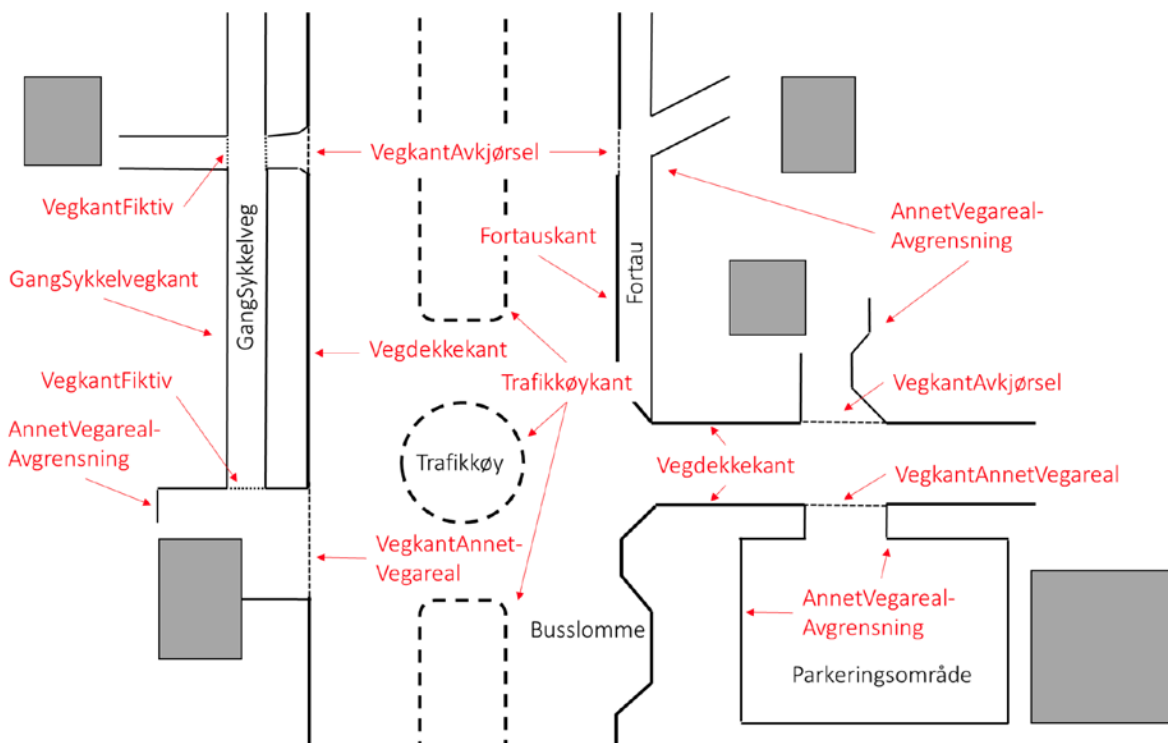 VegkantAvkjørsel
VegkantFiktiv
AnnetVegareal-
Avgrensning
Fortauskant
GangSykkelveg
Fortau
GangSykkelvegkant
Vegdekkekant
VegkantFiktiv
Trafikkøykant
VegkantAvkjørsel
AnnetVegareal-
Avgrensning
Trafikkøy
Vegdekkekant
VegkantAnnetVegareal
VegkantAnnet-
Vegareal
AnnetVegareal-
Avgrensning
Busslomme
Parkeringsområde